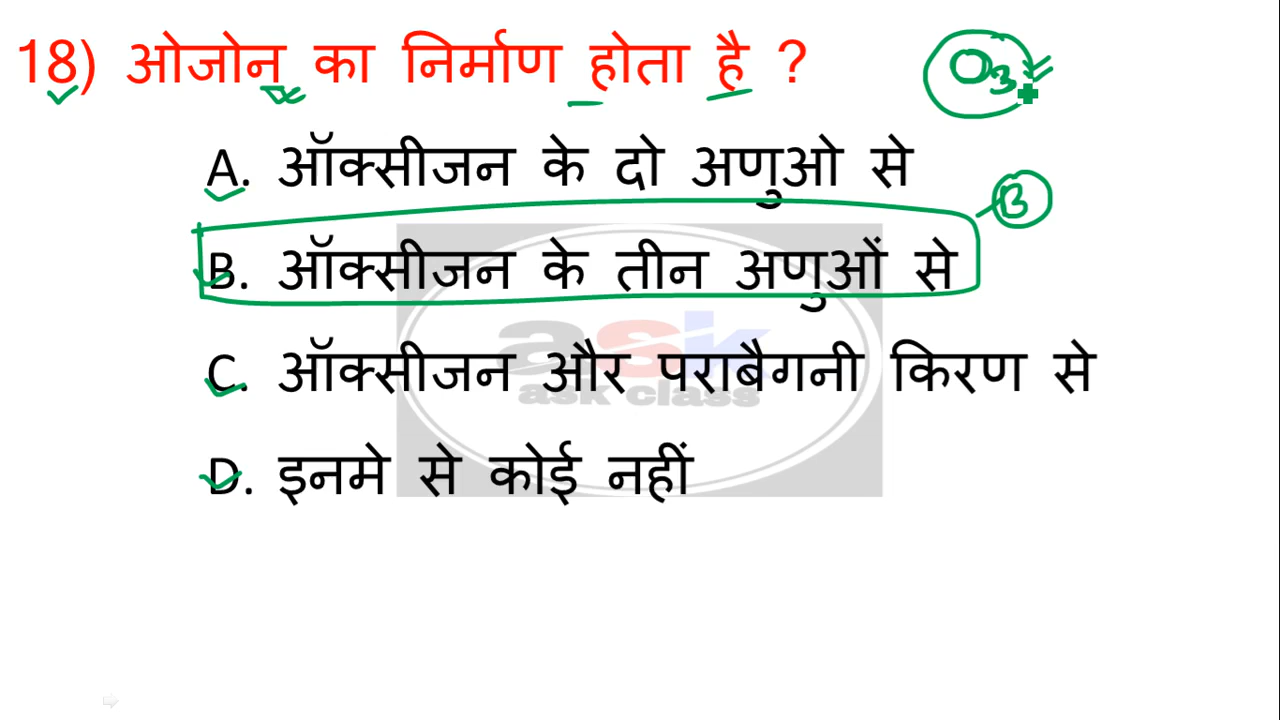 18) ओजोन का निर्माण होता है ?
O3
A. ऑक्सीजन के दो अणुओ से
B
B. ऑक्सीजन के तीन अणुओं से
ask
C. ऑक्सीजन और पराबैगनी किरण से
ask class
D. इनमे से कोई नहीं